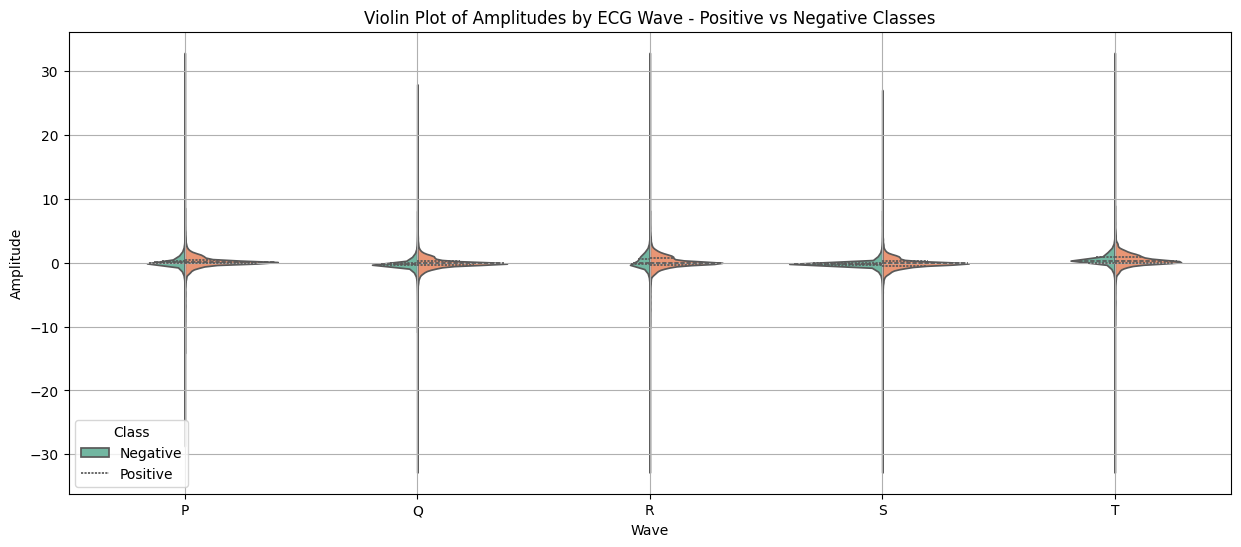 Violin Plot of Amplitudes by ECG Wave - Positive vs Negative Classes
Amplitude
30
20
10
0
−10
−20
−30
Class
Negative
Positive
P Q R S T
Wave